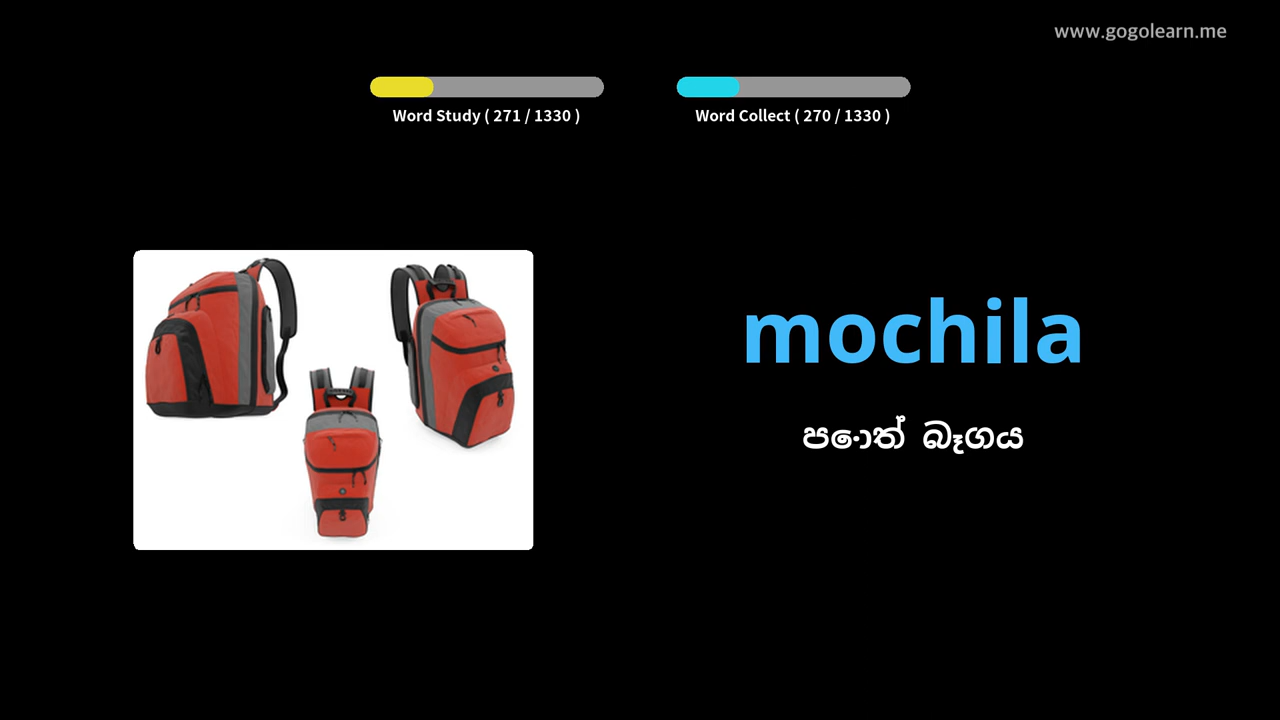 www.gogolearn.me
Word Study ( 271 / 1330 )
Word Collect ( 270 / 1330 )
mochila
පොත් බෑගය